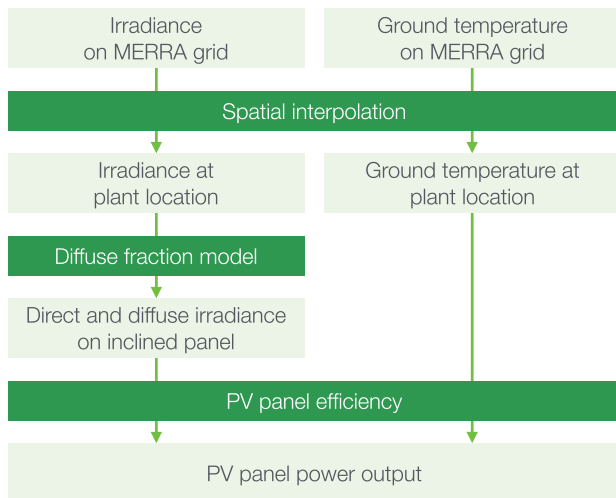 Irradiance
on MERRA grid
Ground temperature
on MERRA grid
Spatial interpolation
Irradiance at
plant location
Ground temperature at
plant location
Diffuse fraction model
Direct and diffuse irradiance
on inclined panel
PV panel efficiency
PV panel power output